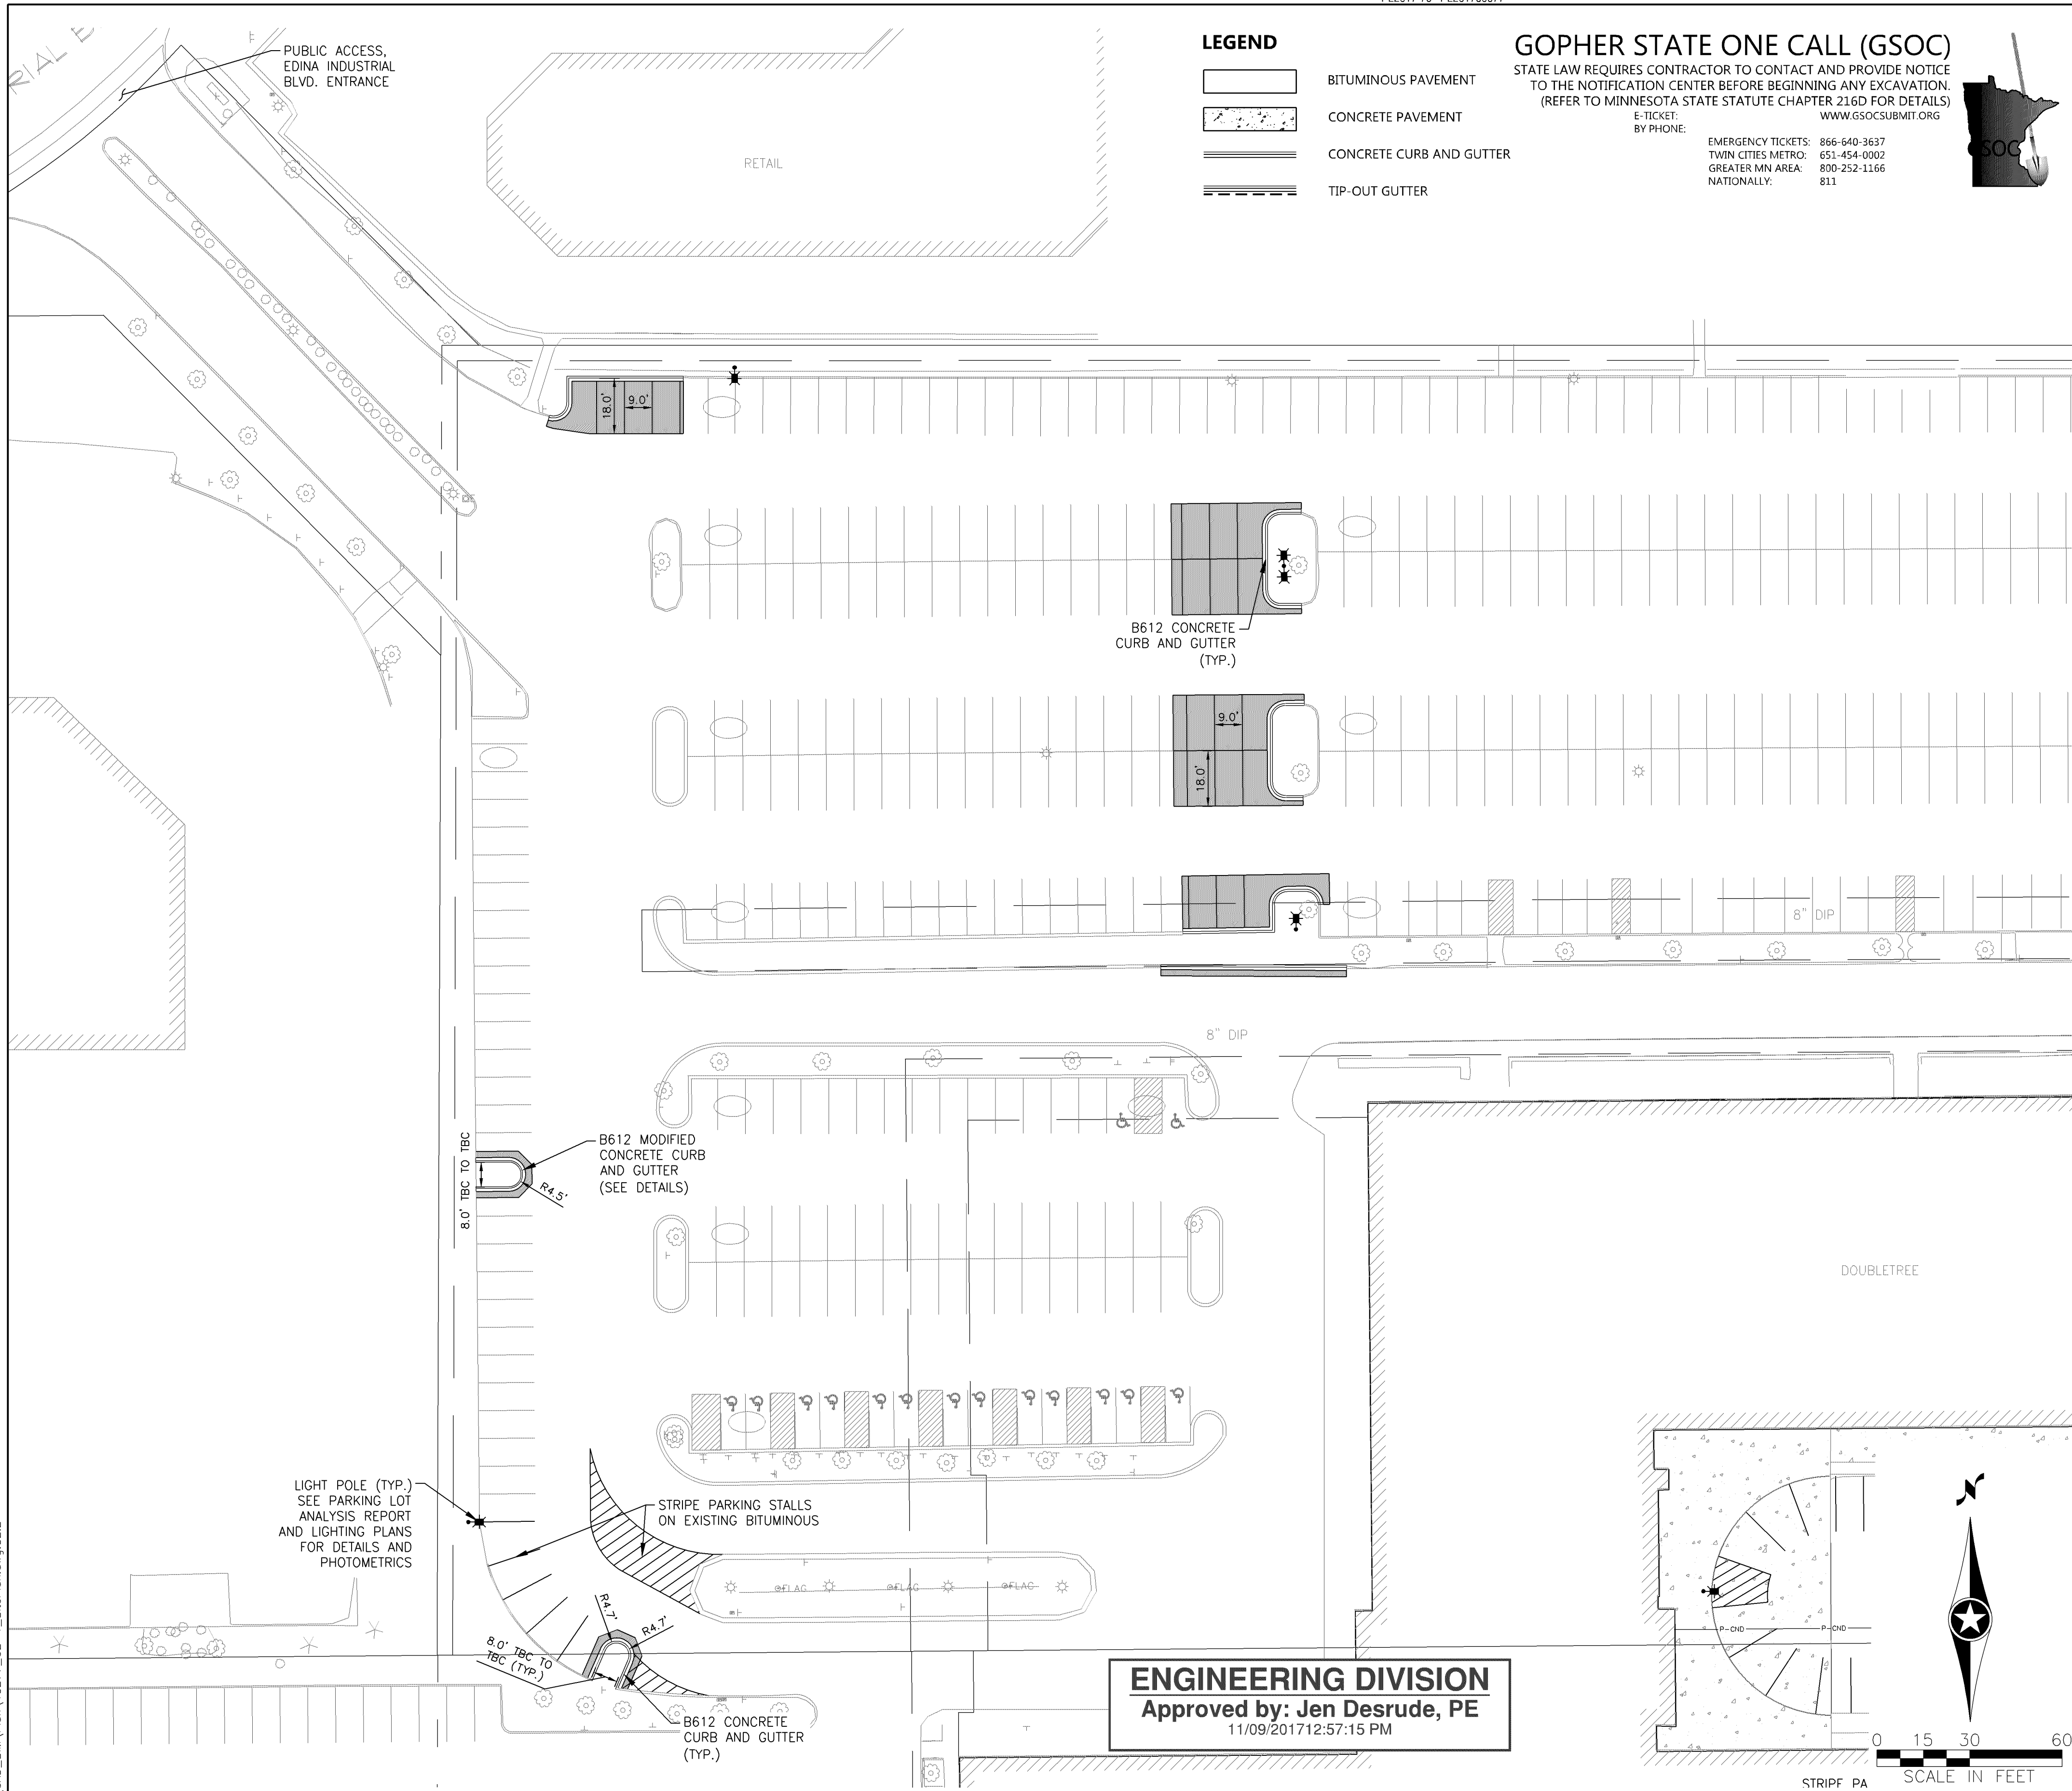 PUBLIC ACCESS,
EDINA INDUSTRIAL
BLVD. ENTRANCE
LEGEND
BITUMINOUS PAVEMENT
CONCRETE PAVEMENT
CONCRETE CURB AND GUTTER
TIP-OUT GUTTER
GOPHER STATE ONE CALL (GSOC)
STATE LAW REQUIRES CONTRACTOR TO CONTACT AND PROVIDE NOTICE
TO THE NOTIFICATION CENTER BEFORE BEGINNING ANY EXCAVATION.
(REFER TO MINNESOTA STATE STATUTE CHAPTER 216D FOR DETAILS)
E-TICKET: WWW.GSOCSUBMIT.ORG
BY PHONE:
EMERGENCY TICKETS: 866-640-3637
TWIN CITIES METRO: 651-454-0002
GREATER MN AREA: 800-252-1166
NATIONALLY: 811
GSOC
RIAL B
RETAIL
18.0'
9.0'
B612 CONCRETE
CURB AND GUTTER
(TYP.)
9.0'
18.0'
8" DIP
8" DIP
8.0' TBC TO TBC
B612 MODIFIED
CONCRETE CURB
AND GUTTER
(SEE DETAILS)
R4.5'
DOUBLETREE
LIGHT POLE (TYP.)
SEE PARKING LOT
ANALYSIS REPORT
AND LIGHTING PLANS
FOR DETAILS AND
PHOTOMETRICS
STRIPE PARKING STALLS
ON EXISTING BITUMINOUS
FLAG
FLAG
FLAG
R4.7'
R4.7'
8.0' TBC TO
TBC (TYP.)
B612 CONCRETE
CURB AND GUTTER
(TYP.)
P-CND
P-CND
N
ENGINEERING DIVISION
Approved by: Jen Desrude, PE
11/09/201712:57:15 PM
0 15 30 60
SCALE IN FEET
STRIPE PA